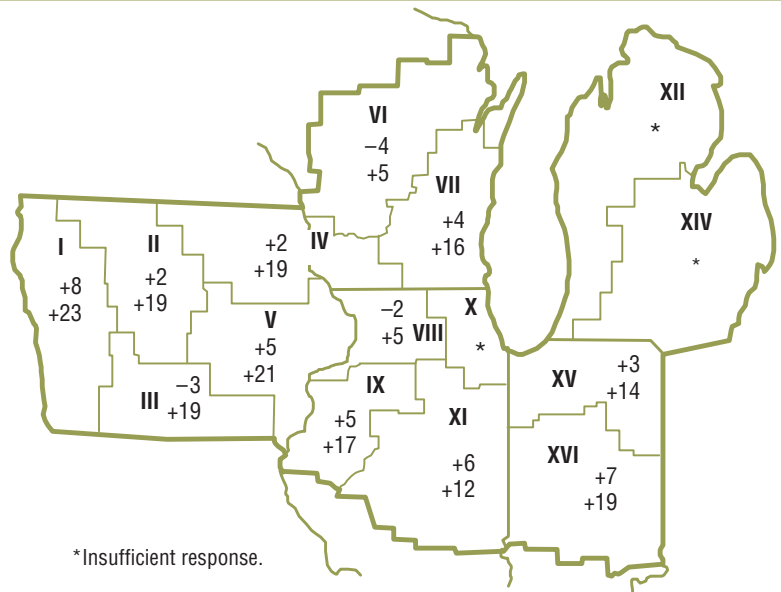 VI
−4
+5
XII
*
VII
+4
+16
XIV
*
I
+8
+23
II
+2
+19
+2
+19
IV
V
+5
+21
III
−3
+19
−2
+5
VIII
X
*
IX
+5
+17
XI
+6
+12
XV
+3
+14
XVI
+7
+19
*Insufficient response.